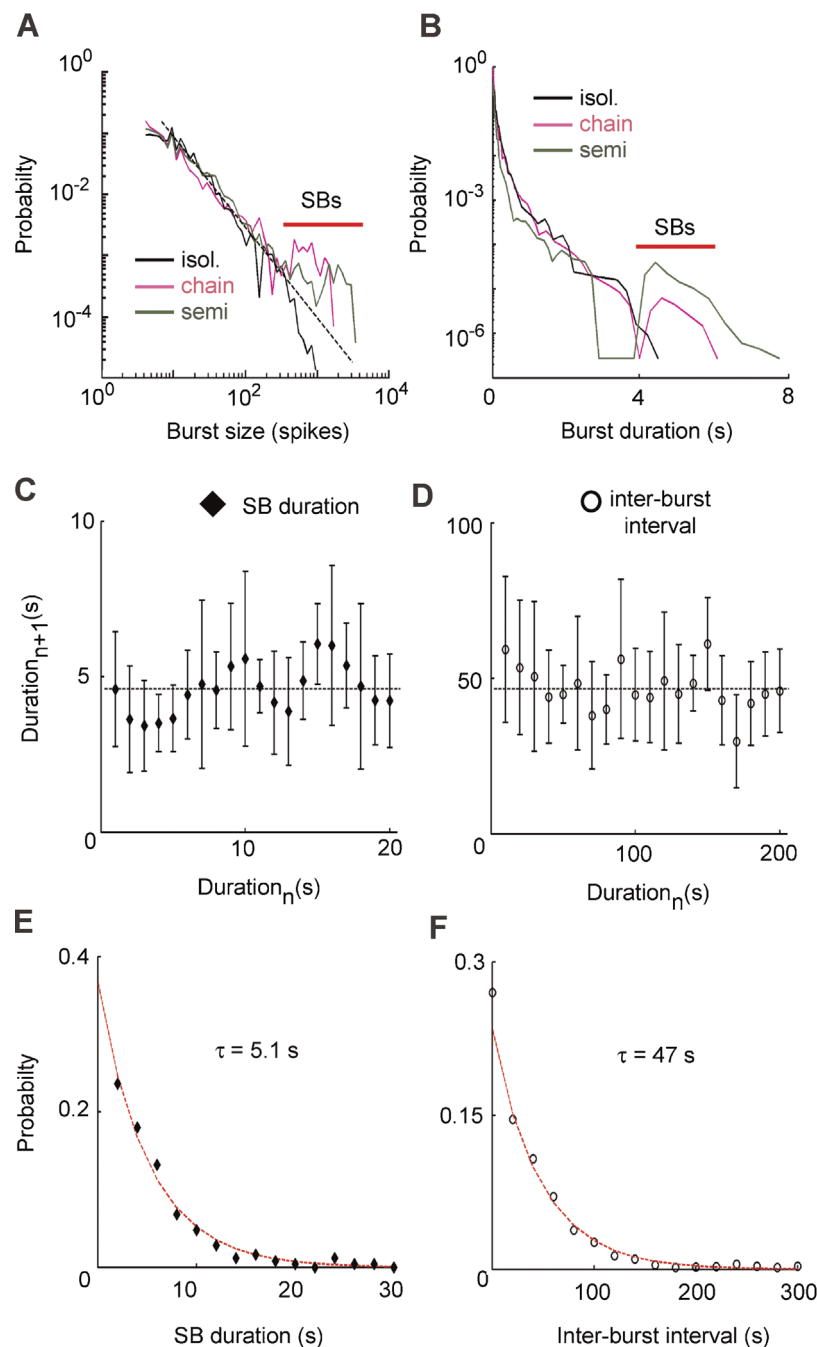 A
B
10^0
10^-2
10^-4
Probabilty
SBs
isol.
chain
semi
10^0
10^2
10^4
Burst size (spikes)
10^0
10^-3
10^-6
Probabilty
isol.
chain
semi
SBs
0
4
8
Burst duration (s)
C
SB duration
D
inter-burst
interval
10
5
0
Duration_n+1(s)
10
20
Duration_n(s)
100
50
0
100
200
Duration_n(s)
E
F
0.4
0.2
0
Probabilty
τ = 5.1 s
0
10
20
30
SB duration (s)
0.3
0.15
0
τ = 47 s
0
100
200
300
Inter-burst interval (s)